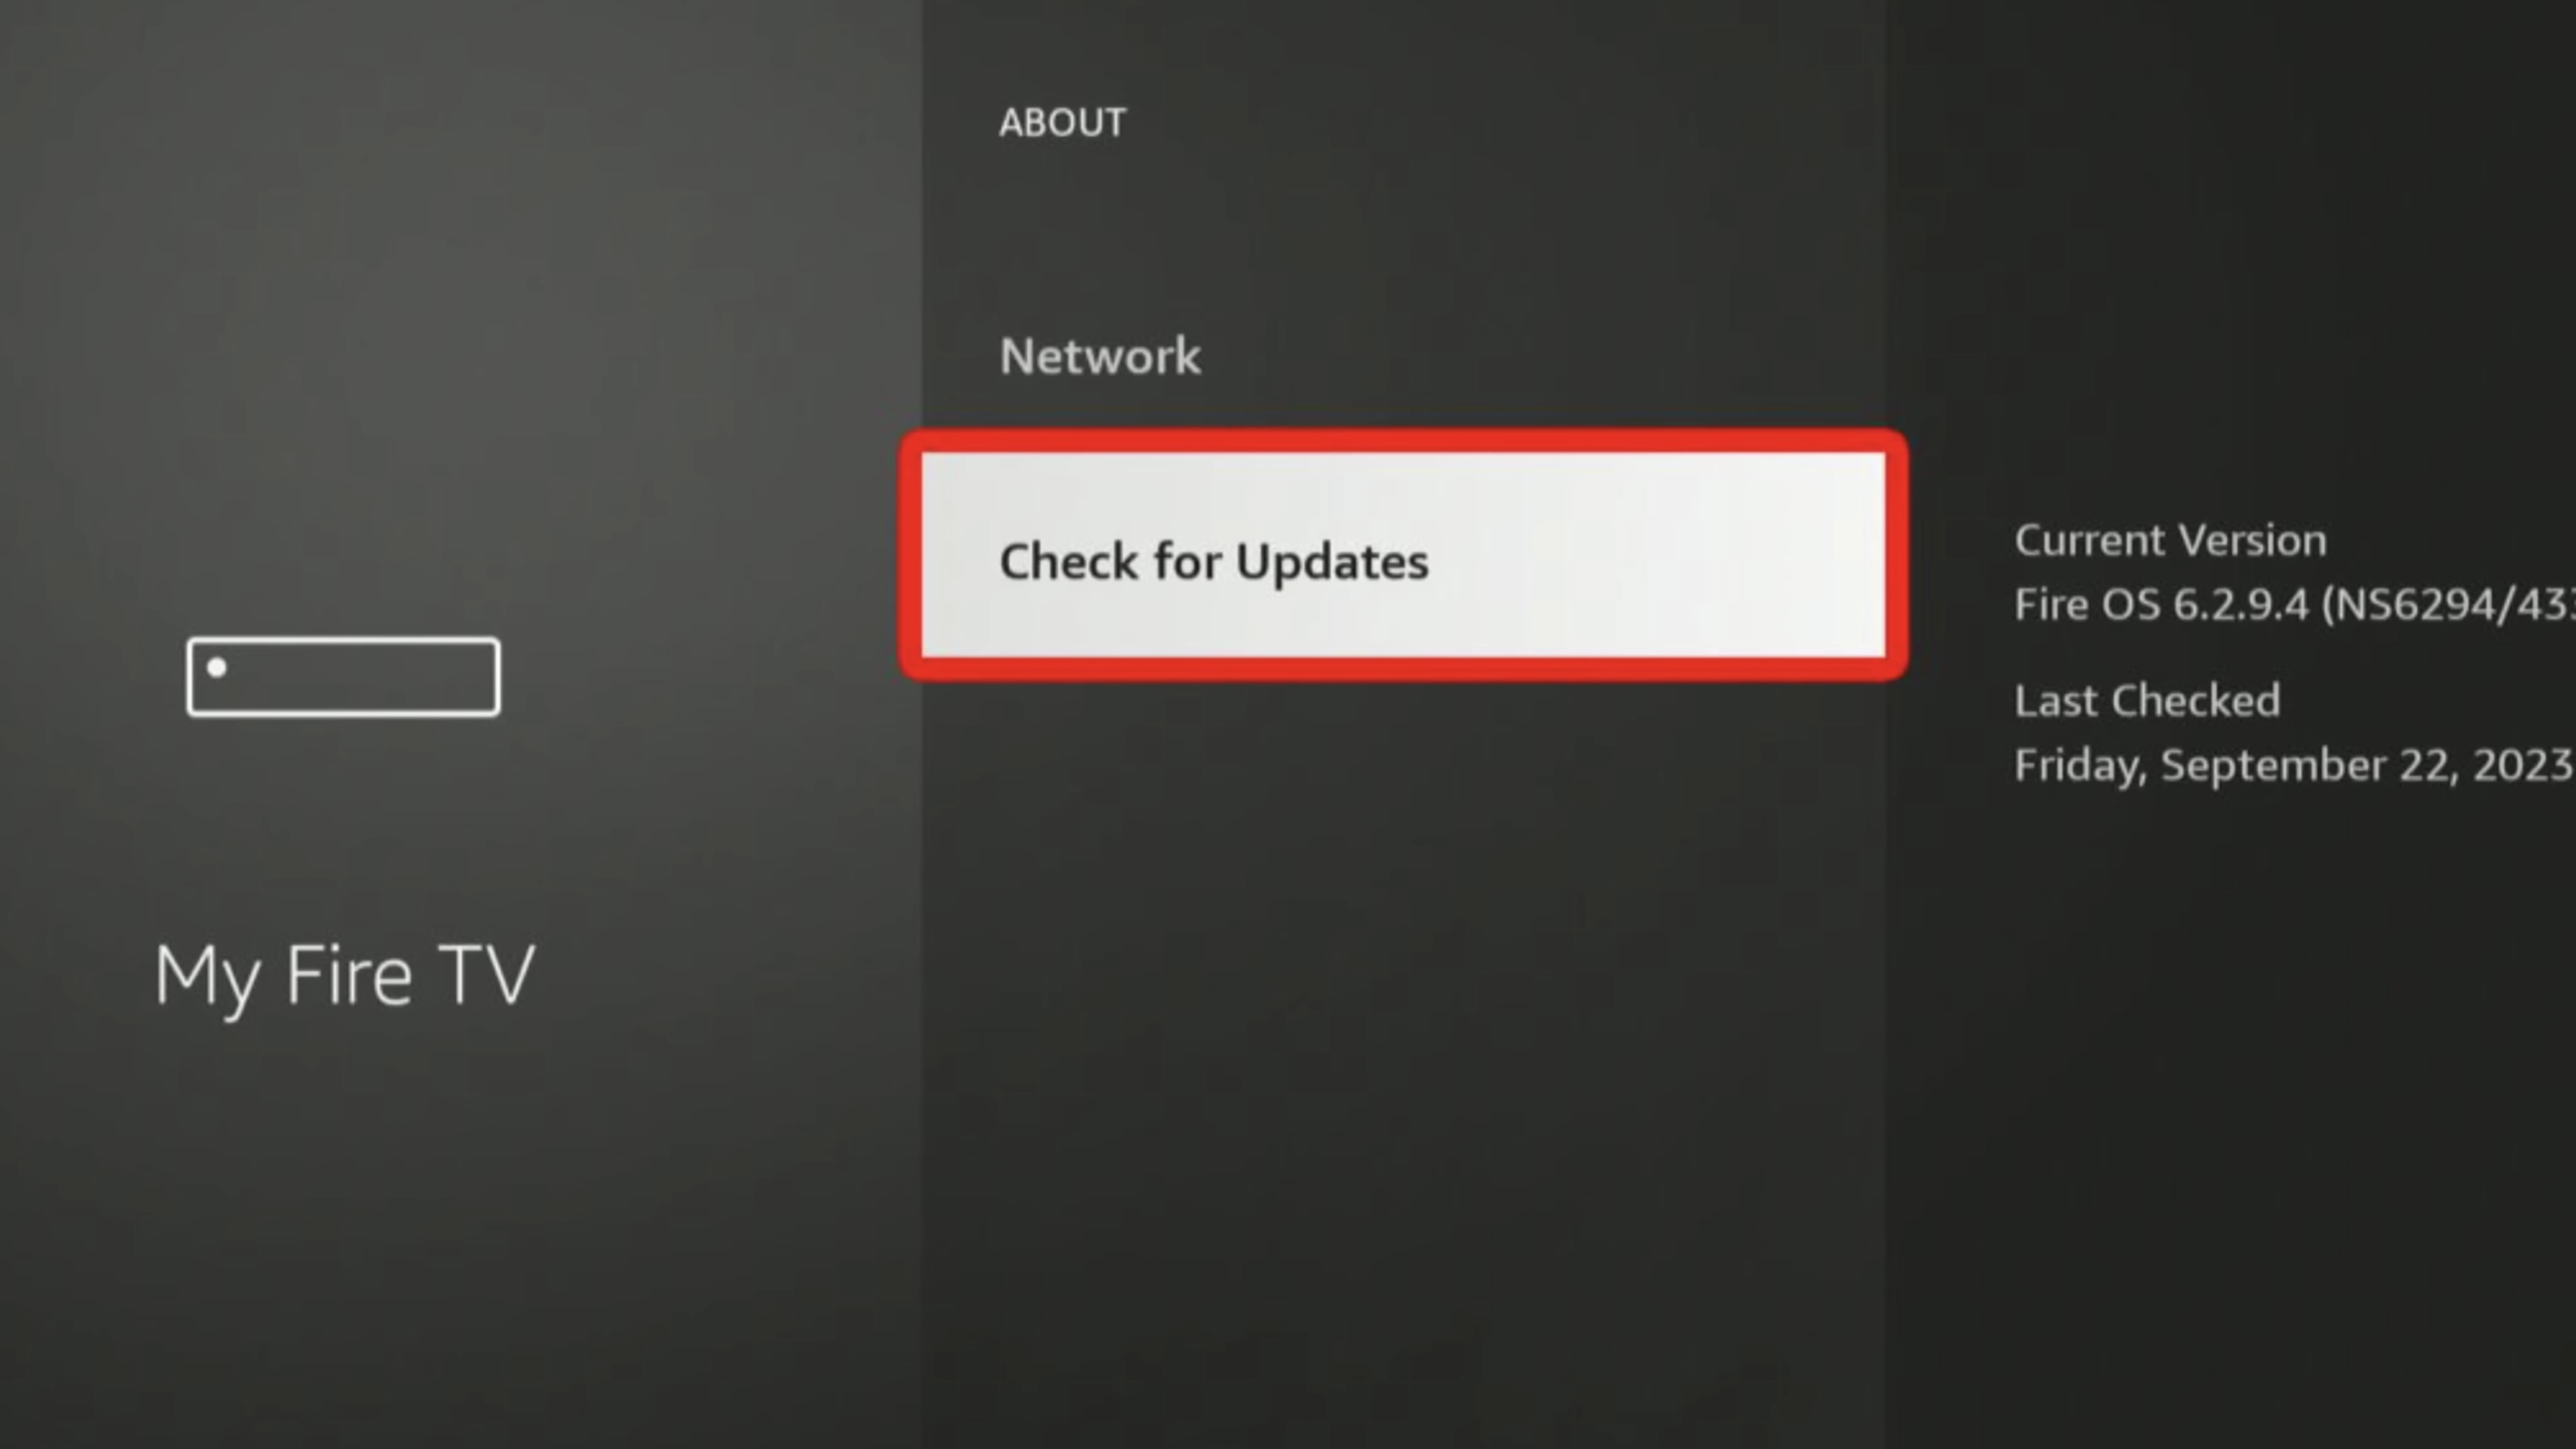 ABOUT
Network
Check for Updates
Current Version
Fire OS 6.2.9.4 (NS6294/433
Last Checked
Friday, September 22, 2023
My Fire TV